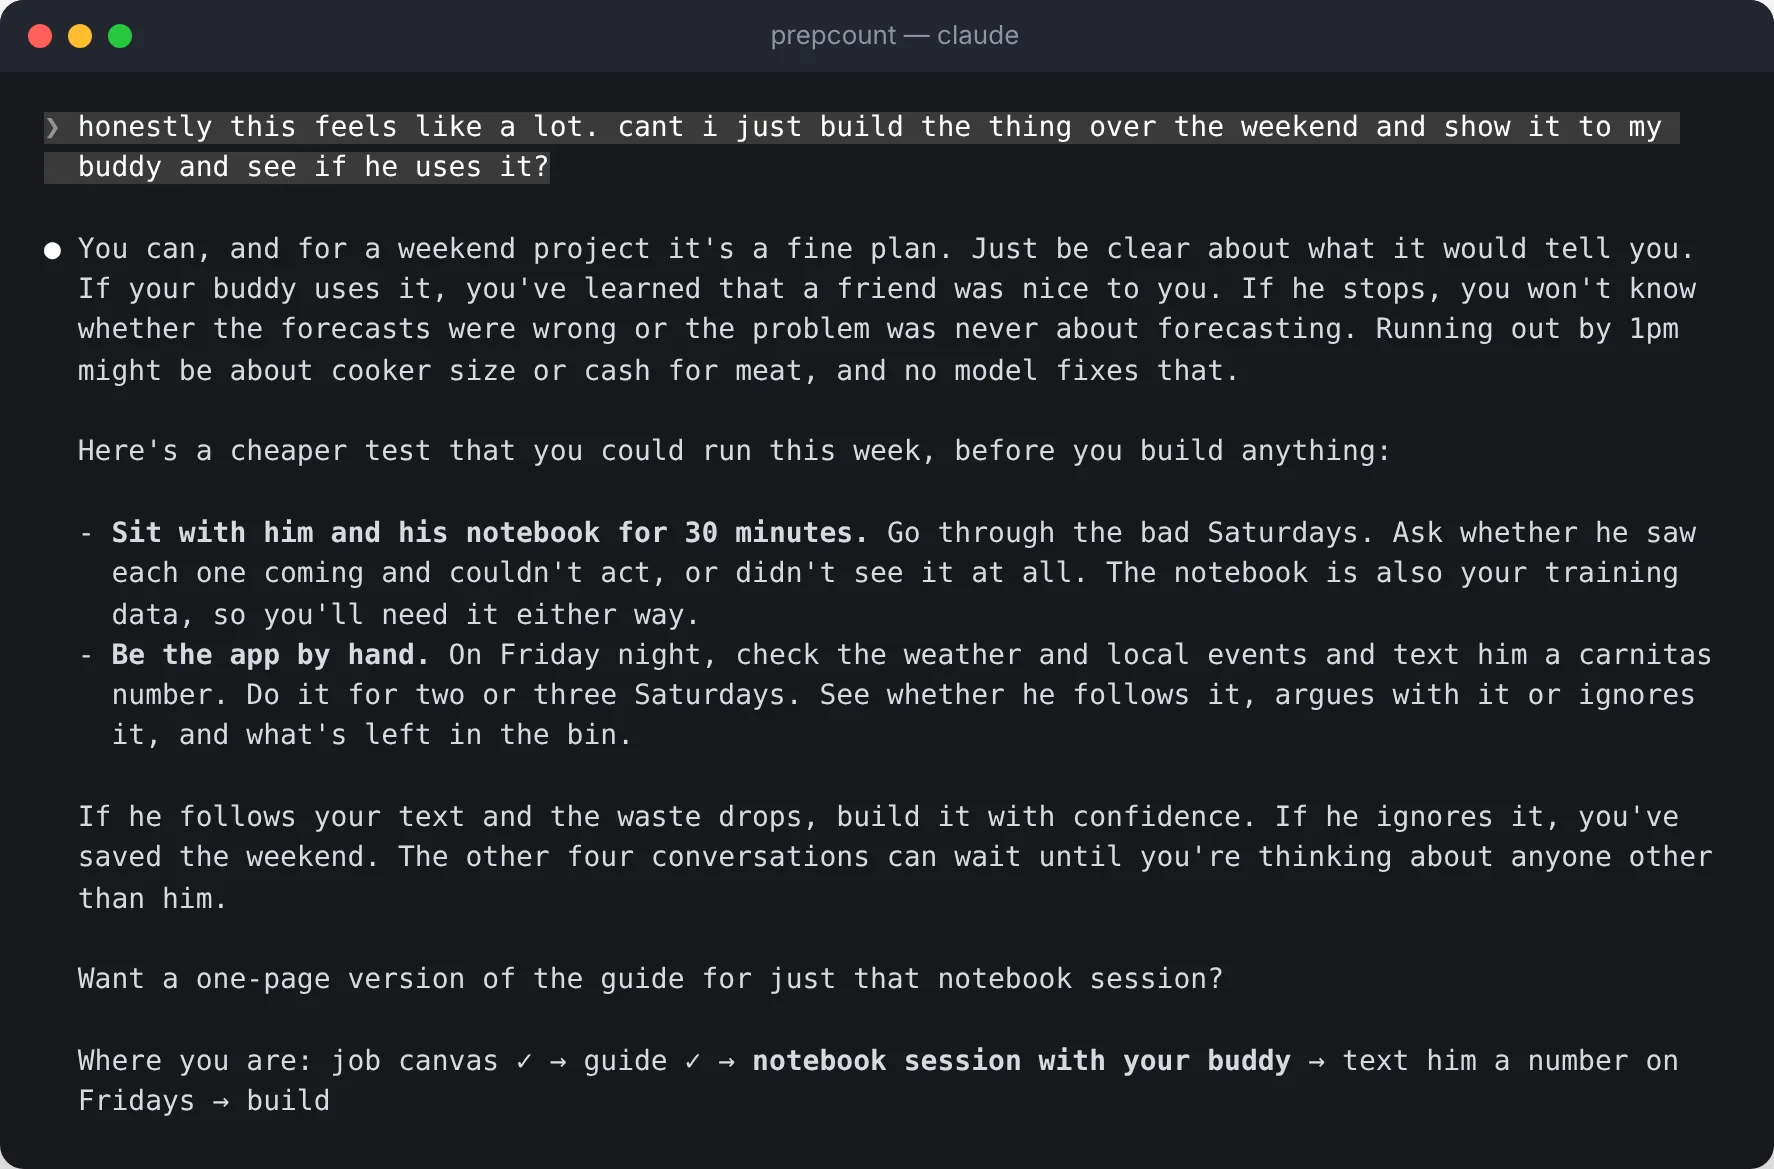 prepcount — claude
❯ honestly this feels like a lot. cant i just build the thing over the weekend and show it to my
buddy and see if he uses it?
● You can, and for a weekend project it's a fine plan. Just be clear about what it would tell you.
If your buddy uses it, you've learned that a friend was nice to you. If he stops, you won't know
whether the forecasts were wrong or the problem was never about forecasting. Running out by 1pm
might be about cooker size or cash for meat, and no model fixes that.
Here's a cheaper test that you could run this week, before you build anything:
- Sit with him and his notebook for 30 minutes. Go through the bad Saturdays. Ask whether he saw
each one coming and couldn't act, or didn't see it at all. The notebook is also your training
data, so you'll need it either way.
- Be the app by hand. On Friday night, check the weather and local events and text him a carnitas
number. Do it for two or three Saturdays. See whether he follows it, argues with it or ignores
it, and what's left in the bin.
If he follows your text and the waste drops, build it with confidence. If he ignores it, you've
saved the weekend. The other four conversations can wait until you're thinking about anyone other
than him.
Want a one-page version of the guide for just that notebook session?
Where you are: job canvas ✓ → guide ✓ → notebook session with your buddy → text him a number on
Fridays → build